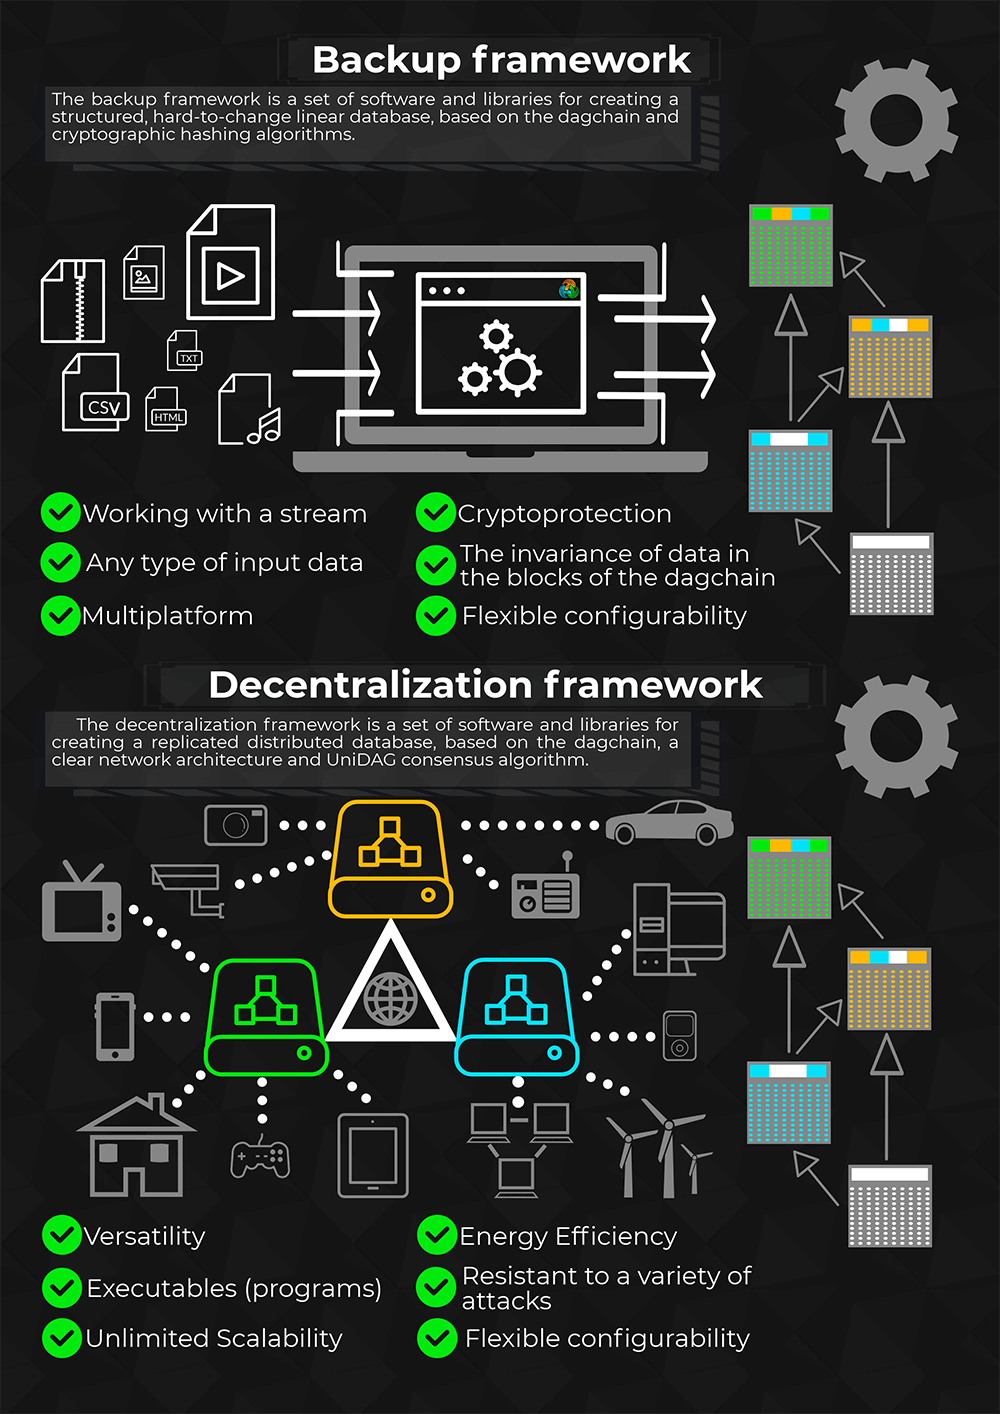 Backup framework
The backup framework is a set of software and libraries for creating a
structured, hard-to-change linear database, based on the dagchain and
cryptographic hashing algorithms.
TXT
CSV
HTML
Working with a stream
Cryptoprotection
Any type of input data
The invariance of data in
the blocks of the dagchain
Multiplatform
Flexible configurability
Decentralization framework
The decentralization framework is a set of software and libraries for
creating a replicated distributed database, based on the dagchain, a
clear network architecture and UniDAG consensus algorithm.
Versatility
Energy Efficiency
Executables (programs)
Resistant to a variety of
attacks
Unlimited Scalability
Flexible configurability